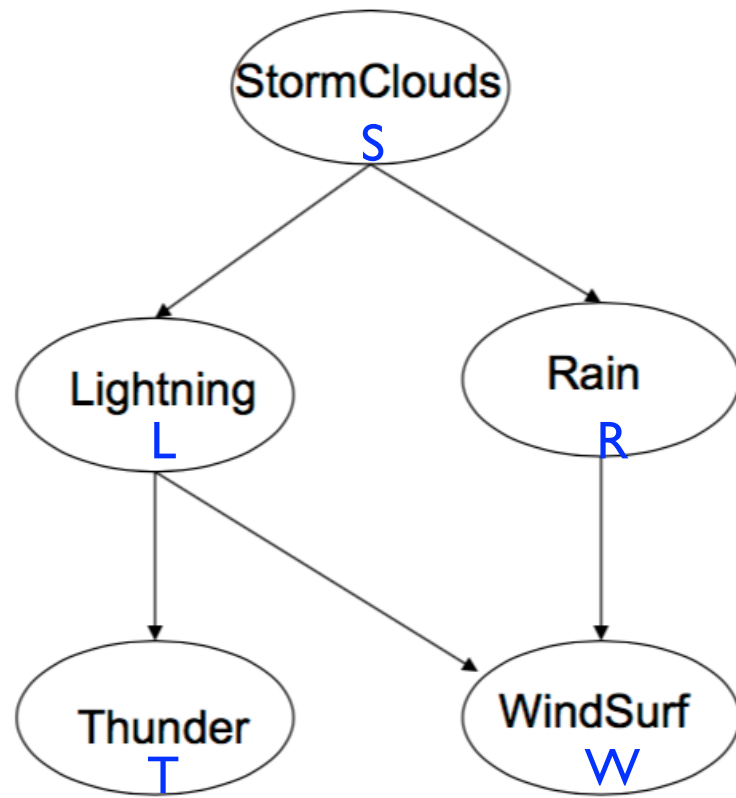 StormClouds
S
Lightning
L
Rain
R
Thunder
T
WindSurf
W